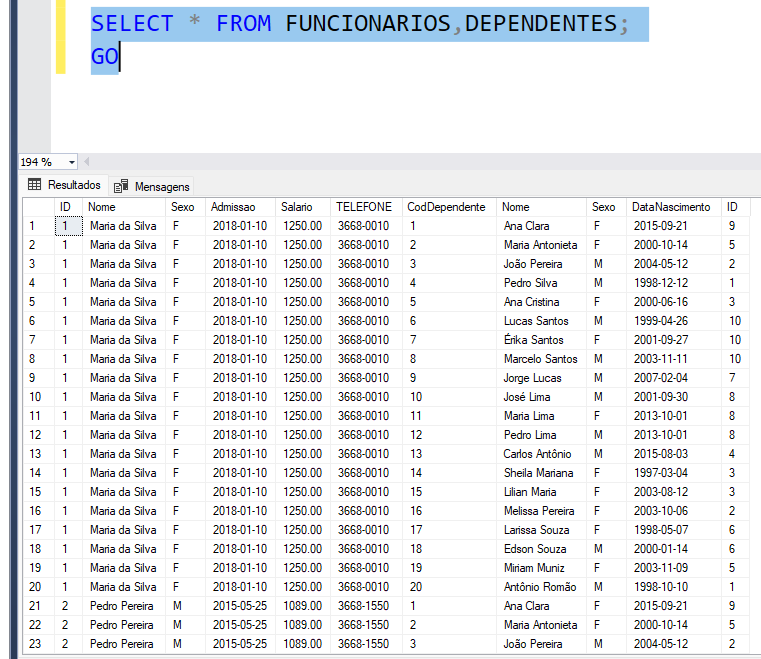 SELECT * FROM FUNCIONARIOS,DEPENDENTES;
GO
194 %
Resultados Mensagens
ID Nome Sexo Admissao Salario TELEFONE CodDependente Nome Sexo DataNascimento ID
1 1 Maria da Silva F 2018-01-10 1250.00 3668-0010 1 Ana Clara F 2015-09-21 9
2 1 Maria da Silva F 2018-01-10 1250.00 3668-0010 2 Maria Antonieta F 2000-10-14 5
3 1 Maria da Silva F 2018-01-10 1250.00 3668-0010 3 João Pereira M 2004-05-12 2
4 1 Maria da Silva F 2018-01-10 1250.00 3668-0010 4 Pedro Silva M 1998-12-12 1
5 1 Maria da Silva F 2018-01-10 1250.00 3668-0010 5 Ana Cristina F 2000-06-16 3
6 1 Maria da Silva F 2018-01-10 1250.00 3668-0010 6 Lucas Santos M 1999-04-26 10
7 1 Maria da Silva F 2018-01-10 1250.00 3668-0010 7 Érika Santos F 2001-09-27 10
8 1 Maria da Silva F 2018-01-10 1250.00 3668-0010 8 Marcelo Santos M 2003-11-11 10
9 1 Maria da Silva F 2018-01-10 1250.00 3668-0010 9 Jorge Lucas M 2007-02-04 7
10 1 Maria da Silva F 2018-01-10 1250.00 3668-0010 10 José Lima M 2001-09-30 8
11 1 Maria da Silva F 2018-01-10 1250.00 3668-0010 11 Maria Lima F 2013-10-01 8
12 1 Maria da Silva F 2018-01-10 1250.00 3668-0010 12 Pedro Lima M 2013-10-01 8
13 1 Maria da Silva F 2018-01-10 1250.00 3668-0010 13 Carlos Antônio M 2015-08-03 4
14 1 Maria da Silva F 2018-01-10 1250.00 3668-0010 14 Sheila Mariana F 1997-03-04 3
15 1 Maria da Silva F 2018-01-10 1250.00 3668-0010 15 Lilian Maria F 2003-08-12 3
16 1 Maria da Silva F 2018-01-10 1250.00 3668-0010 16 Melissa Pereira F 2003-10-06 2
17 1 Maria da Silva F 2018-01-10 1250.00 3668-0010 17 Larissa Souza F 1998-05-07 6
18 1 Maria da Silva F 2018-01-10 1250.00 3668-0010 18 Edson Souza M 2000-01-14 6
19 1 Maria da Silva F 2018-01-10 1250.00 3668-0010 19 Miriam Muniz F 2003-11-09 5
20 1 Maria da Silva F 2018-01-10 1250.00 3668-0010 20 Antônio Romão M 1998-10-10 1
21 2 Pedro Pereira M 2015-05-25 1089.00 3668-1550 1 Ana Clara F 2015-09-21 9
22 2 Pedro Pereira M 2015-05-25 1089.00 3668-1550 2 Maria Antonieta F 2000-10-14 5
23 2 Pedro Pereira M 2015-05-25 1089.00 3668-1550 3 João Pereira M 2004-05-12 2